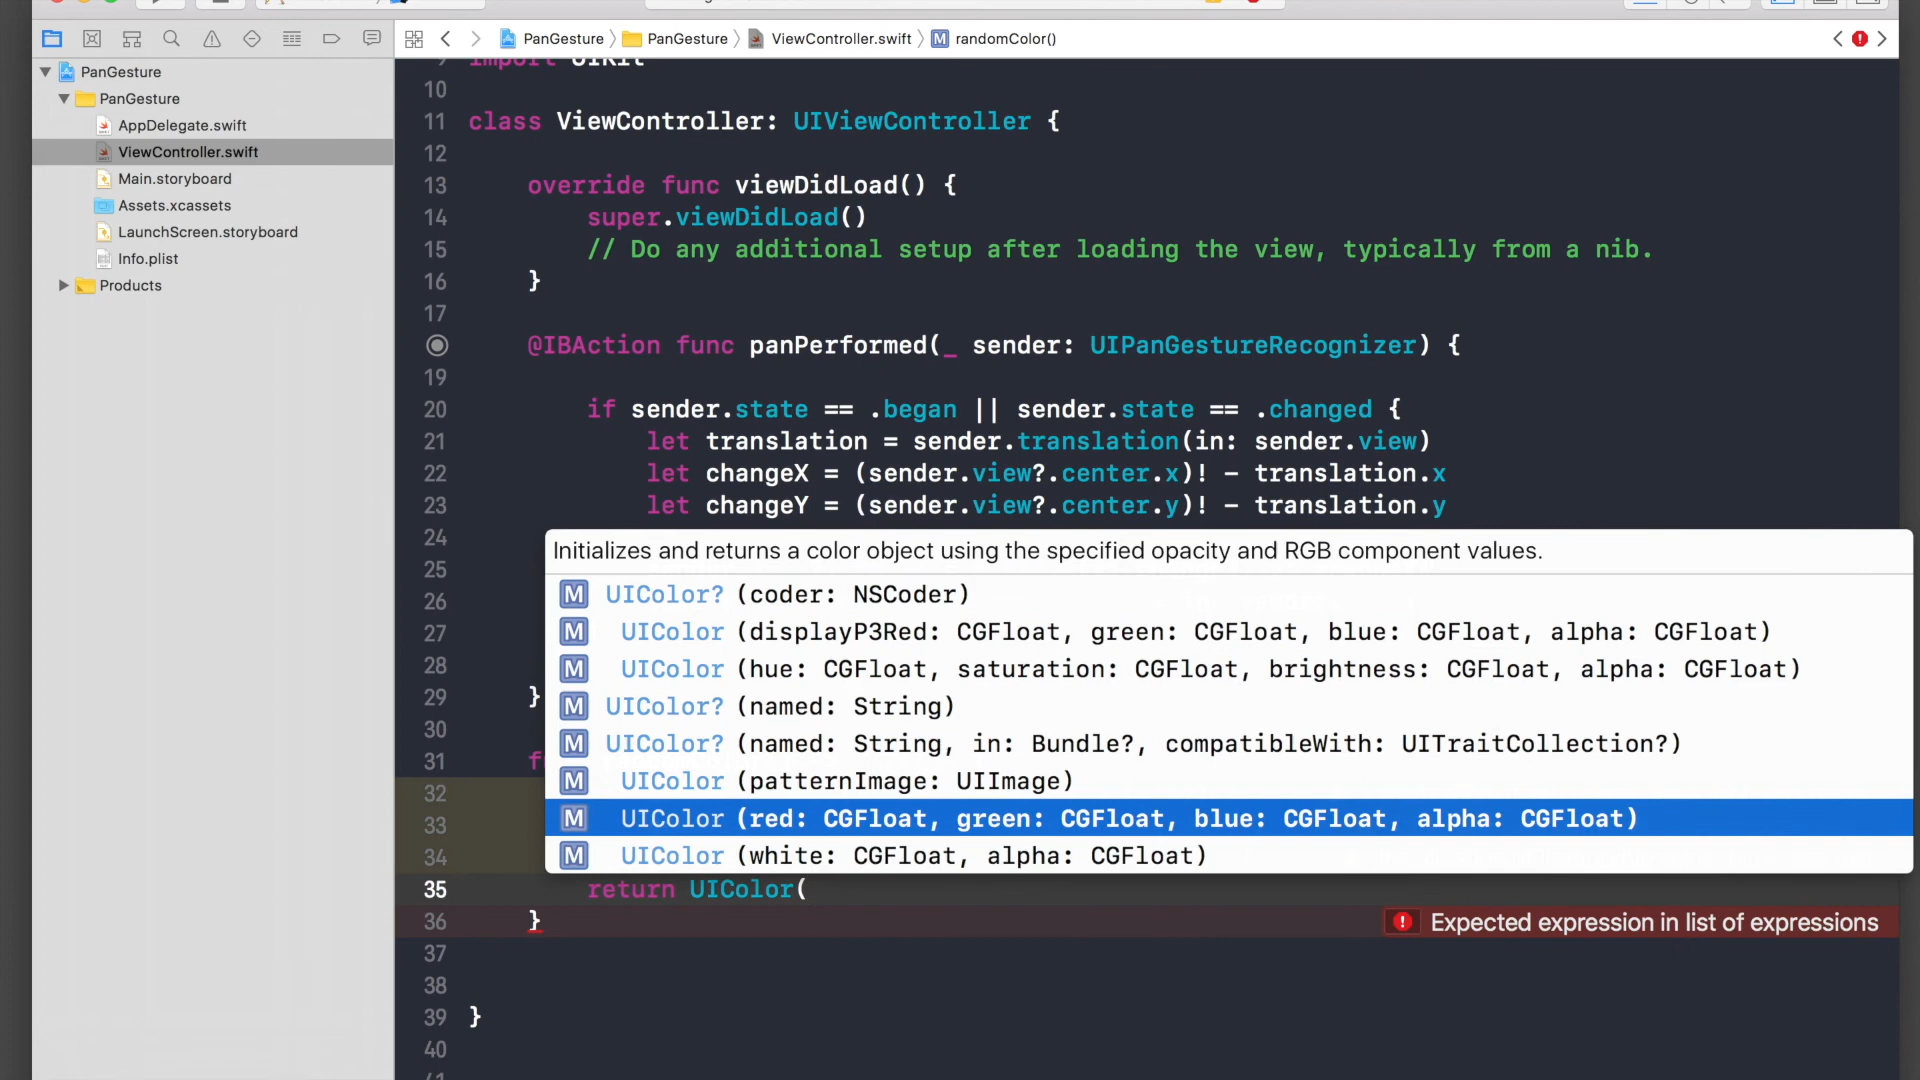 PanGesture PanGesture ViewController.swift M randomColor()
PanGesture
PanGesture
AppDelegate.swift
ViewController.swift
Main.storyboard
Assets.xcassets
LaunchScreen.storyboard
Info.plist
Products
9 import UIKit
10
11 class ViewController: UIViewController {
12
13 override func viewDidLoad() {
14 super.viewDidLoad()
15 // Do any additional setup after loading the view, typically from a nib.
16 }
17
@IBAction func panPerformed(_ sender: UIPanGestureRecognizer) {
19
20 if sender.state == .began || sender.state == .changed {
21 let translation = sender.translation(in: sender.view)
22 let changeX = (sender.view?.center.x)! - translation.x
23 let changeY = (sender.view?.center.y)! - translation.y
24
25
26
27
28
29 }
30
31
32
33
34
Initializes and returns a color object using the specified opacity and RGB component values.
M UIColor? (coder: NSCoder)
M UIColor (displayP3Red: CGFloat, green: CGFloat, blue: CGFloat, alpha: CGFloat)
M UIColor (hue: CGFloat, saturation: CGFloat, brightness: CGFloat, alpha: CGFloat)
M UIColor? (named: String)
M UIColor? (named: String, in: Bundle?, compatibleWith: UITraitCollection?)
M UIColor (patternImage: UIImage)
M UIColor (red: CGFloat, green: CGFloat, blue: CGFloat, alpha: CGFloat)
M UIColor (white: CGFloat, alpha: CGFloat)
35 return UIColor(
36 } Expected expression in list of expressions
37
38
39 }
40
41